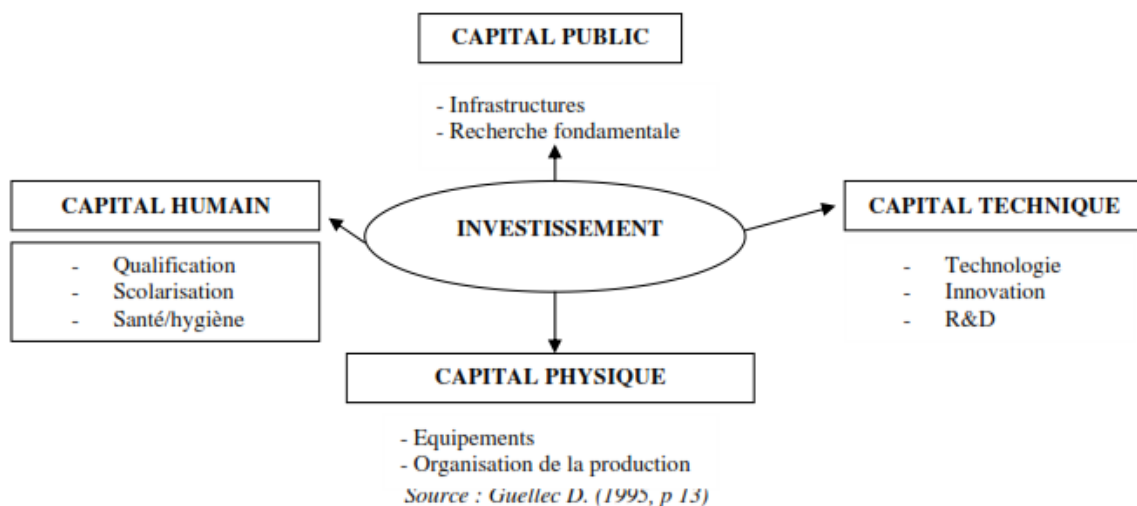 CAPITAL PUBLIC
- Infrastructures
- Recherche fondamentale
CAPITAL HUMAIN
- Qualification
- Scolarisation
- Santé/hygiène
INVESTISSEMENT
CAPITAL TECHNIQUE
- Technologie
- Innovation
- R&D
CAPITAL PHYSIQUE
- Equipements
- Organisation de la production
Source : Guellec D. (1995, p 13)